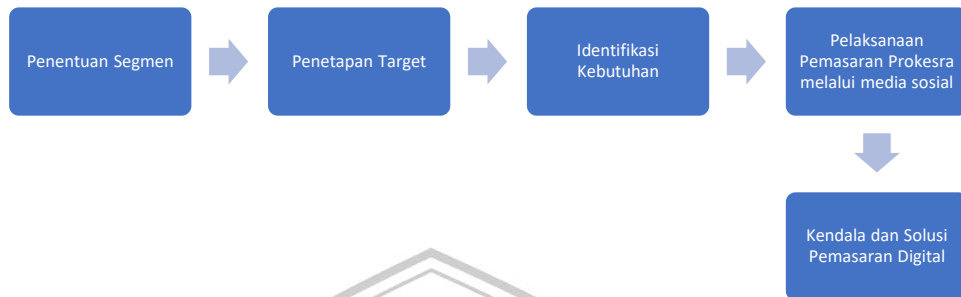 Penentuan Segmen
Penetapan Target
Identifikasi
Kebutuhan
Pelaksanaan
Pemasaran Prokesra
melalui media sosial
Kendala dan Solusi
Pemasaran Digital